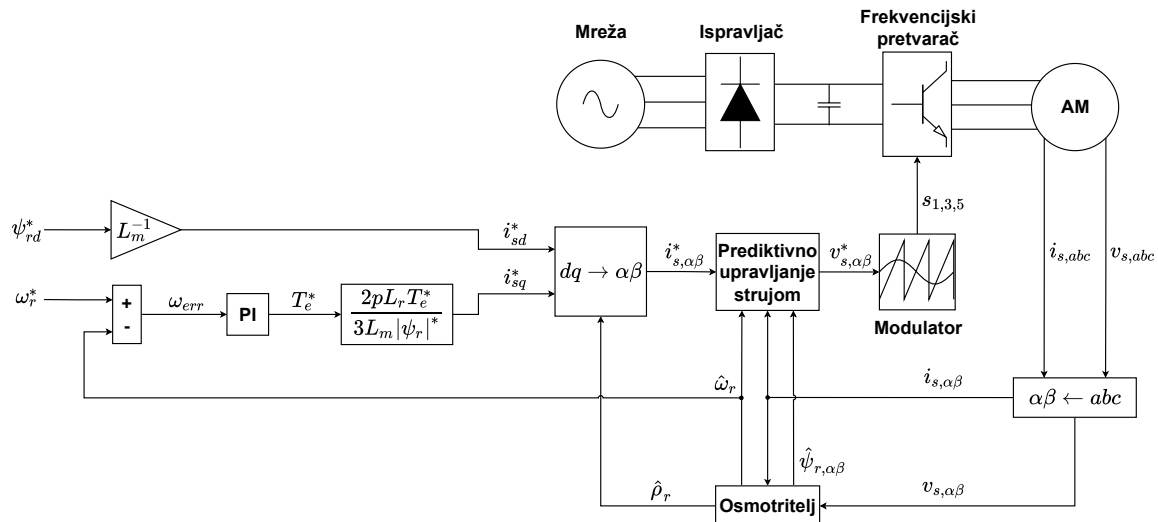 Mreža
Ispravljač
Frekvencijski
pretvarač
AM
s_{1,3,5}
ψ*_{rd}
L_m^{-1}
i*_{sd}
i*_{sq}
dq → αβ
i*_{s,αβ}
Prediktivno
upravljanje
strujom
v*_{s,αβ}
Modulator
i_{s,abc}
v_{s,abc}
ω*_r
+
-
ω_{err}
PI
T*_e
2pL_rT*_e
3L_m|ψ_r|*
ω̂_r
i_{s,αβ}
αβ ← abc
ψ̂_{r,αβ}
ρ̂_r
Osmotritelj
v_{s,αβ}